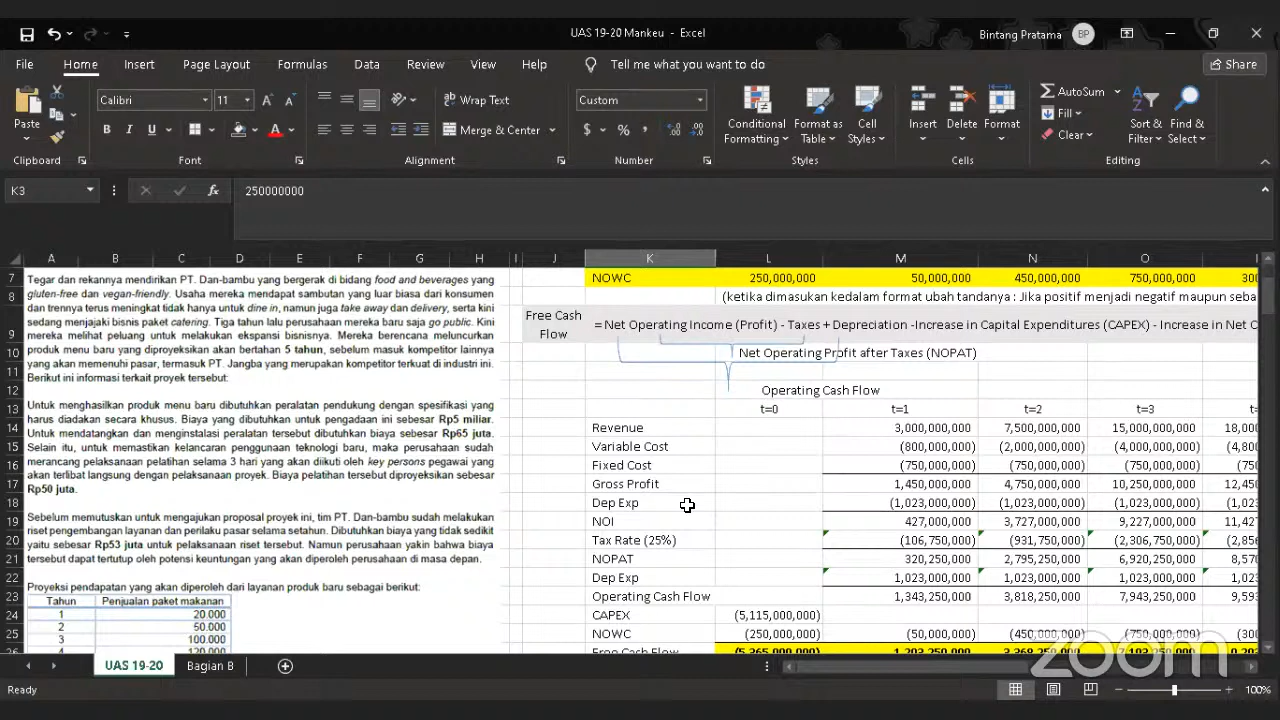 UAS 19-20 Mankeu - Excel
Bintang Pratama BP
File Home Insert Page Layout Formulas Data Review View Help Tell me what you want to do Share
Paste
Calibri 11
B I U
Wrap Text
Merge & Center
Custom
$ % ,
Conditional Formatting
Format as Table
Cell Styles
Insert Delete Format
AutoSum
Fill
Clear
Sort & Filter
Find & Select
Clipboard Font Alignment Number Styles Cells Editing
K3 fx 250000000
A B C D E F G H I J K L M N O
7 NOWC 250,000,000 50,000,000 450,000,000 750,000,000
8 (ketika dimasukan kedalam format ubah tandanya : Jika positif menjadi negatif maupun seba
9 Free Cash Flow = Net Operating Income (Profit) - Taxes + Depreciation -Increase in Capital Expenditures (CAPEX) - Increase in Net
10 Net Operating Profit after Taxes (NOPAT)
11
12 Operating Cash Flow
13 t=0 t=1 t=2 t=3
14 Revenue 3,000,000,000 7,500,000,000 15,000,000,000
15 Variable Cost (800,000,000) (2,000,000,000) (4,000,000,000)
16 Fixed Cost (750,000,000) (750,000,000) (750,000,000)
17 Gross Profit 1,450,000,000 4,750,000,000 10,250,000,000
18 Dep Exp (1,023,000,000) (1,023,000,000) (1,023,000,000)
19 NOI 427,000,000 3,727,000,000 9,227,000,000
20 Tax Rate (25%) (106,750,000) (931,750,000) (2,306,750,000)
21 NOPAT 320,250,000 2,795,250,000 6,920,250,000
22 Dep Exp 1,023,000,000 1,023,000,000 1,023,000,000
23 Operating Cash Flow 1,343,250,000 3,818,250,000 7,943,250,000
24 CAPEX (5,115,000,000)
25 NOWC (250,000,000) (50,000,000) (450,000,000) (750,000,000)
Tegar dan rekannya mendirikan PT. Dan-bambu yang bergerak di bidang food and beverages yang
gluten-free dan vegan-friendly. Usaha mereka mendapat sambutan yang luar biasa dari konsumen
dan trennya terus meningkat tidak hanya untuk dine in, namun juga take away dan delivery, serta kini
sedang menjajaki bisnis paket catering. Tiga tahun lalu perusahaan mereka baru saja go public. Kini
mereka melihat peluang untuk melakukan ekspansi bisnisnya. Mereka berencana meluncurkan
produk menu baru yang diproyeksikan akan bertahan 5 tahun, sebelum masuk kompetitor lainnya
yang akan memenuhi pasar, termasuk PT. Jangba yang merupakan kompetitor terkuat di industri ini.
Berikut ini informasi terkait proyek tersebut:
Untuk menghasilkan produk menu baru dibutuhkan peralatan pendukung dengan spesifikasi yang
harus diadakan secara khusus. Biaya yang dibutuhkan untuk pengadaan ini sebesar Rp5 miliar.
Untuk mendatangkan dan menginstalasi peralatan tersebut dibutuhkan biaya sebesar Rp65 juta.
Selain itu, untuk memastikan kelancaran penggunaan teknologi baru, maka perusahaan sudah
merancang pelaksanaan pelatihan selama 3 hari yang akan diikuti oleh key persons pegawai yang
akan terlibat langsung dengan pelaksanaan proyek. Biaya pelatihan tersebut diproyeksikan sebesar
Rp50 juta.
Sebelum memutuskan untuk mengajukan proposal proyek ini, tim PT. Dan-bambu sudah melakukan
riset pengembangan layanan dan perilaku pasar selama setahun. Dibutuhkan biaya yang tidak sedikit
yaitu sebesar Rp53 juta untuk pelaksanaan riset tersebut. Namun perusahaan yakin bahwa biaya
tersebut dapat tertutup oleh potensi keuntungan yang akan diperoleh perusahaan di masa depan.
Proyeksi pendapatan yang akan diperoleh dari layanan produk baru sebagai berikut:
Tahun Penjualan paket makanan
1 20.000
2 50.000
3 100.000
UAS 19-20 Bagian B
zoom
Ready 100%